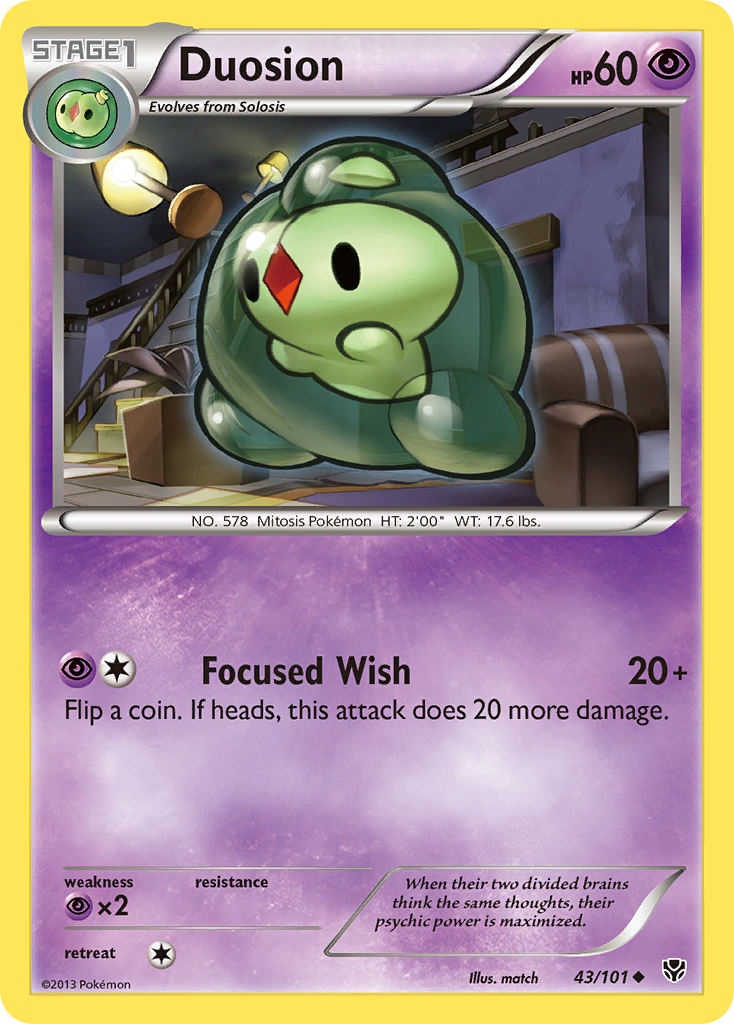 STAGE1
Duosion
HP60
Evolves from Solosis
NO. 578 Mitosis Pokémon HT: 2'00" WT: 17.6 lbs.
Focused Wish 20+
Flip a coin. If heads, this attack does 20 more damage.
weakness resistance
×2
retreat
When their two divided brains
think the same thoughts, their
psychic power is maximized.
©2013 Pokémon
Illus. match 43/101